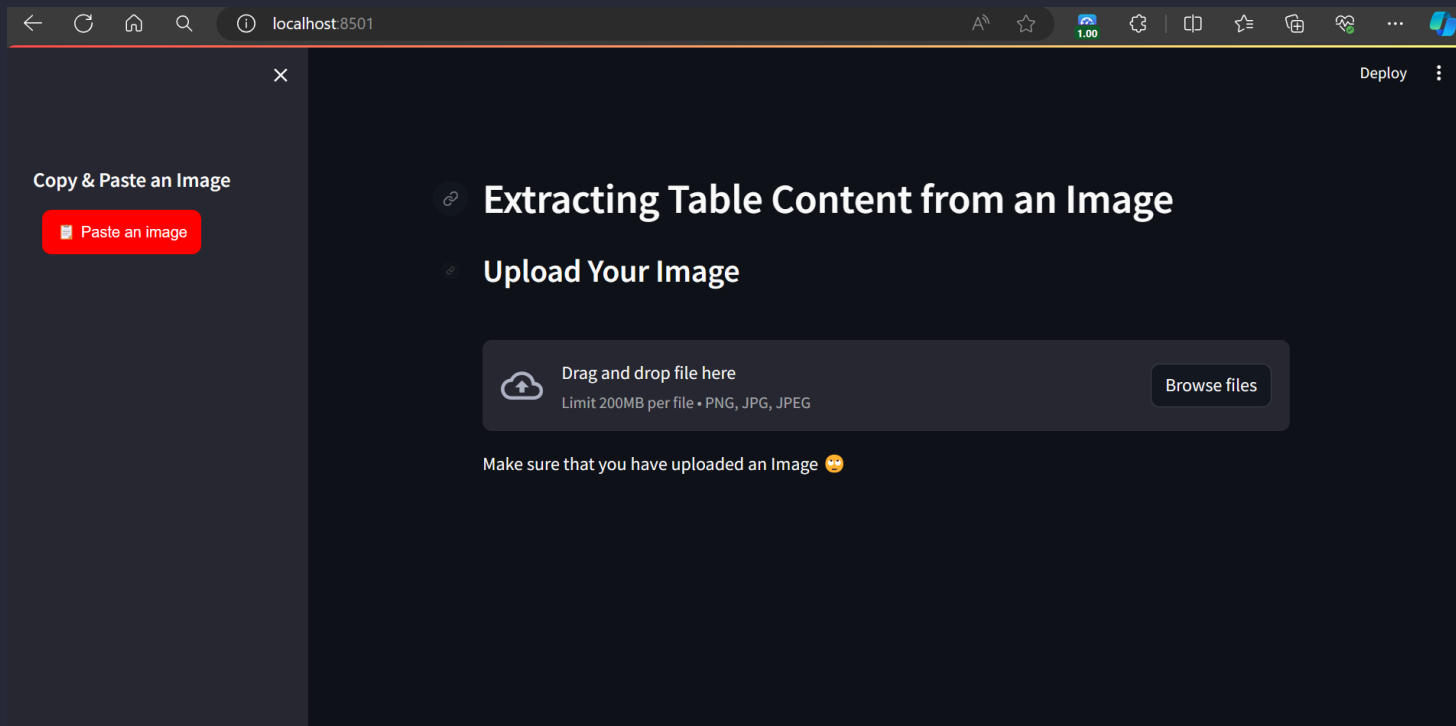 localhost:8501
1.00
Deploy
Copy & Paste an Image
Paste an image
Extracting Table Content from an Image
Upload Your Image
Drag and drop file here
Limit 200MB per file • PNG, JPG, JPEG
Browse files
Make sure that you have uploaded an Image 🙄